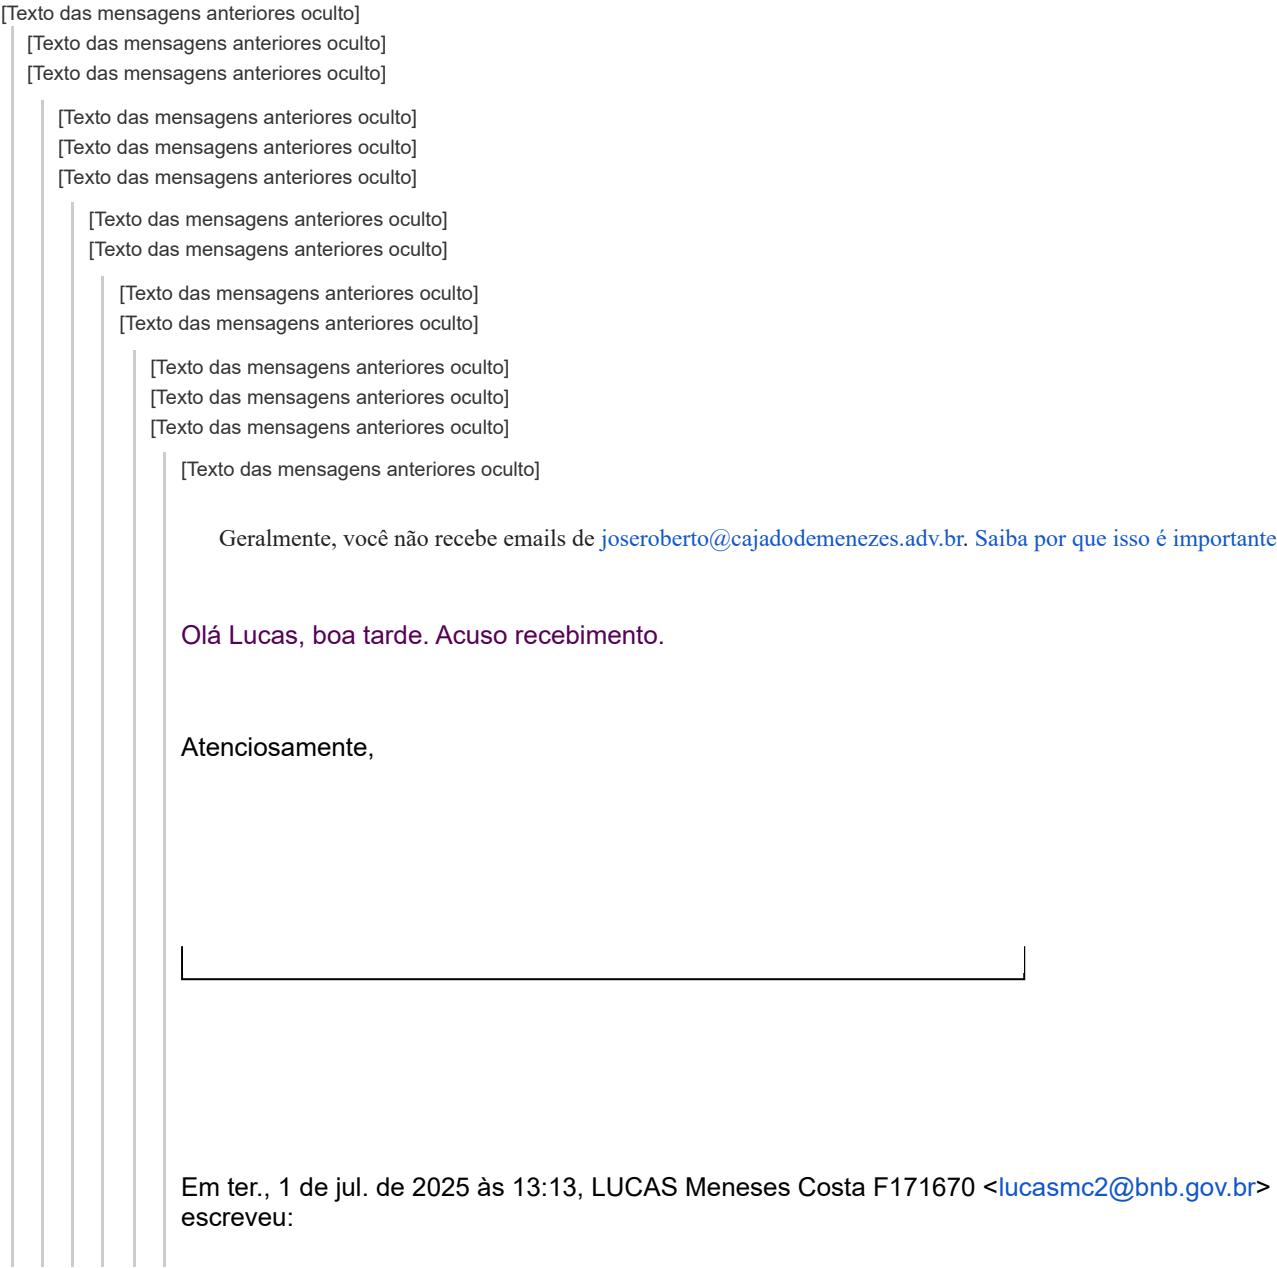 [Texto das mensagens anteriores oculto]
[Texto das mensagens anteriores oculto]
[Texto das mensagens anteriores oculto]
[Texto das mensagens anteriores oculto]
[Texto das mensagens anteriores oculto]
[Texto das mensagens anteriores oculto]
[Texto das mensagens anteriores oculto]
[Texto das mensagens anteriores oculto]
[Texto das mensagens anteriores oculto]
[Texto das mensagens anteriores oculto]
[Texto das mensagens anteriores oculto]
[Texto das mensagens anteriores oculto]
[Texto das mensagens anteriores oculto]
[Texto das mensagens anteriores oculto]
Geralmente, você não recebe emails de joseroberto@cajadodemenezes.adv.br. Saiba por que isso é importante
Olá Lucas, boa tarde. Acuso recebimento.
Atenciosamente,
Em ter., 1 de jul. de 2025 às 13:13, LUCAS Meneses Costa F171670 <lucasmc2@bnb.gov.br>
escreveu: